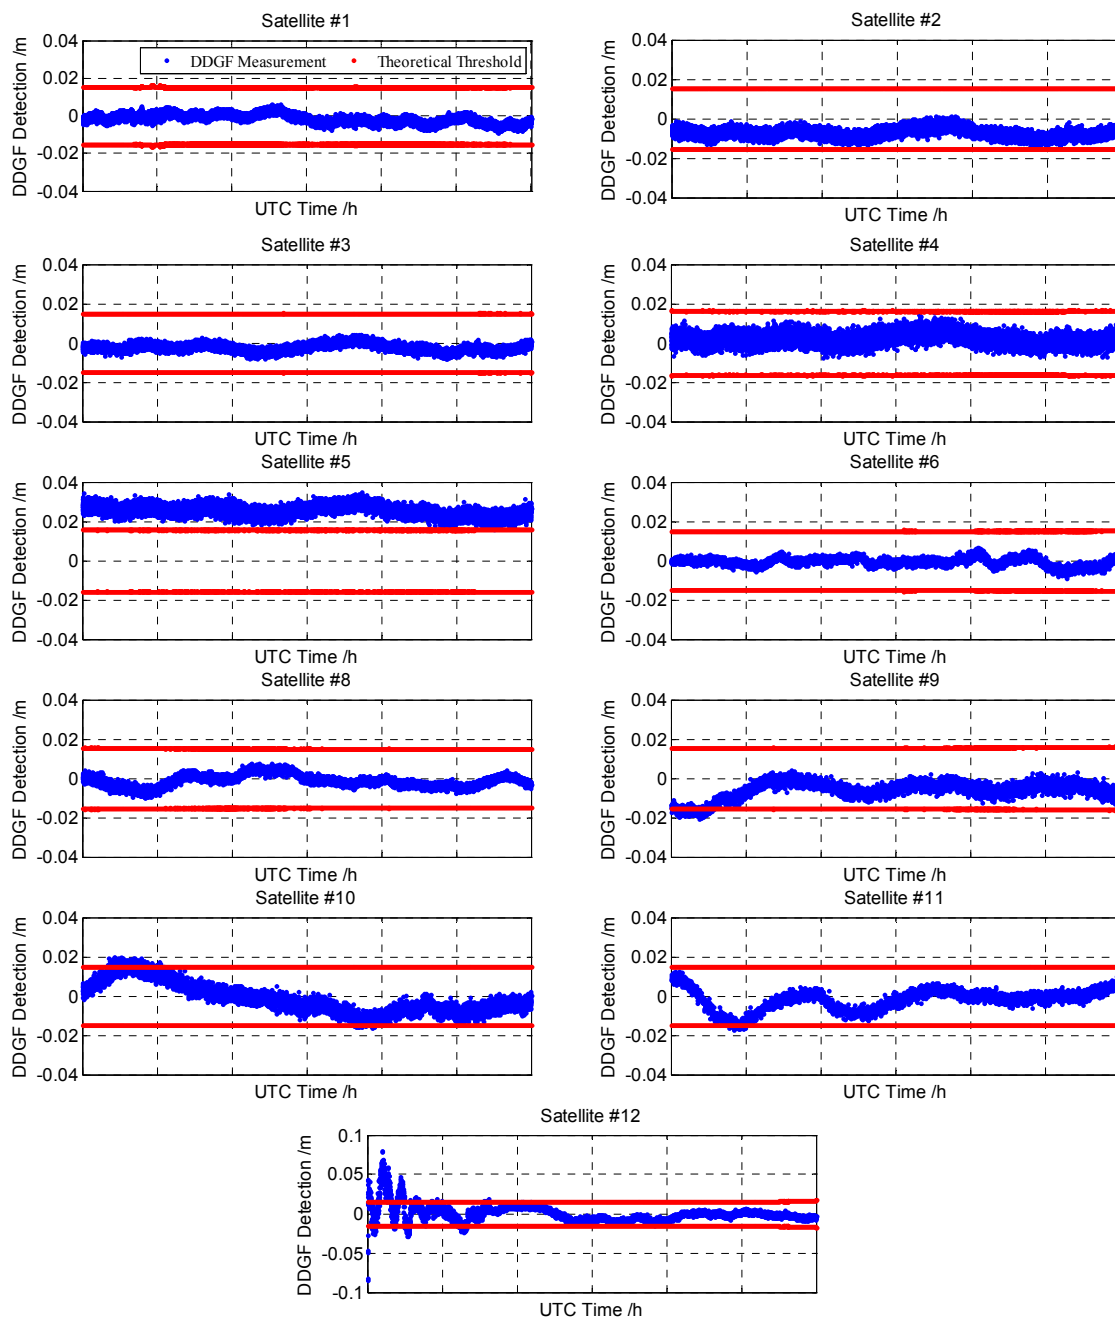 Satellite #1
DDGF Detection /m
0.04
0.02
0
-0.02
-0.04
DDGF Measurement
Theoretical Threshold
UTC Time /h
Satellite #2
DDGF Detection /m
0.04
0.02
0
-0.02
-0.04
UTC Time /h
Satellite #3
DDGF Detection /m
0.04
0.02
0
-0.02
-0.04
UTC Time /h
Satellite #4
DDGF Detection /m
0.04
0.02
0
-0.02
-0.04
UTC Time /h
Satellite #5
DDGF Detection /m
0.04
0.02
0
-0.02
-0.04
UTC Time /h
Satellite #6
DDGF Detection /m
0.04
0.02
0
-0.02
-0.04
UTC Time /h
Satellite #8
DDGF Detection /m
0.04
0.02
0
-0.02
-0.04
UTC Time /h
Satellite #9
DDGF Detection /m
0.04
0.02
0
-0.02
-0.04
UTC Time /h
Satellite #10
DDGF Detection /m
0.04
0.02
0
-0.02
-0.04
UTC Time /h
Satellite #11
DDGF Detection /m
0.04
0.02
0
-0.02
-0.04
UTC Time /h
Satellite #12
DDGF Detection /m
0.1
0.05
0
-0.05
-0.1
UTC Time /h